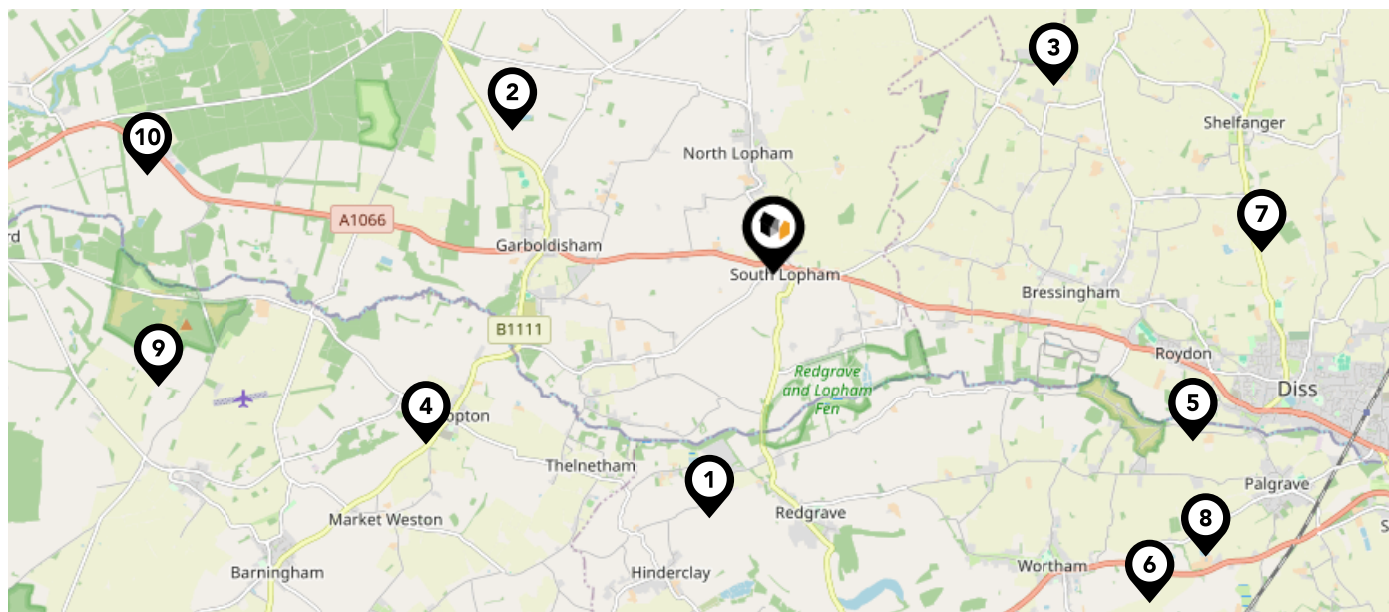 3
2
Shelfanger
10
North Lopham
7
A1066
rd
Garboldisham
South Lopham
Bressingham
B1111
9
Roydon
Redgrave
and Lopham
Fen
Diss
4
opton
5
Thelnetham
1
Palgrave
Market Weston
Redgrave
8
S
Barningham
Hinderclay
Wortham
6